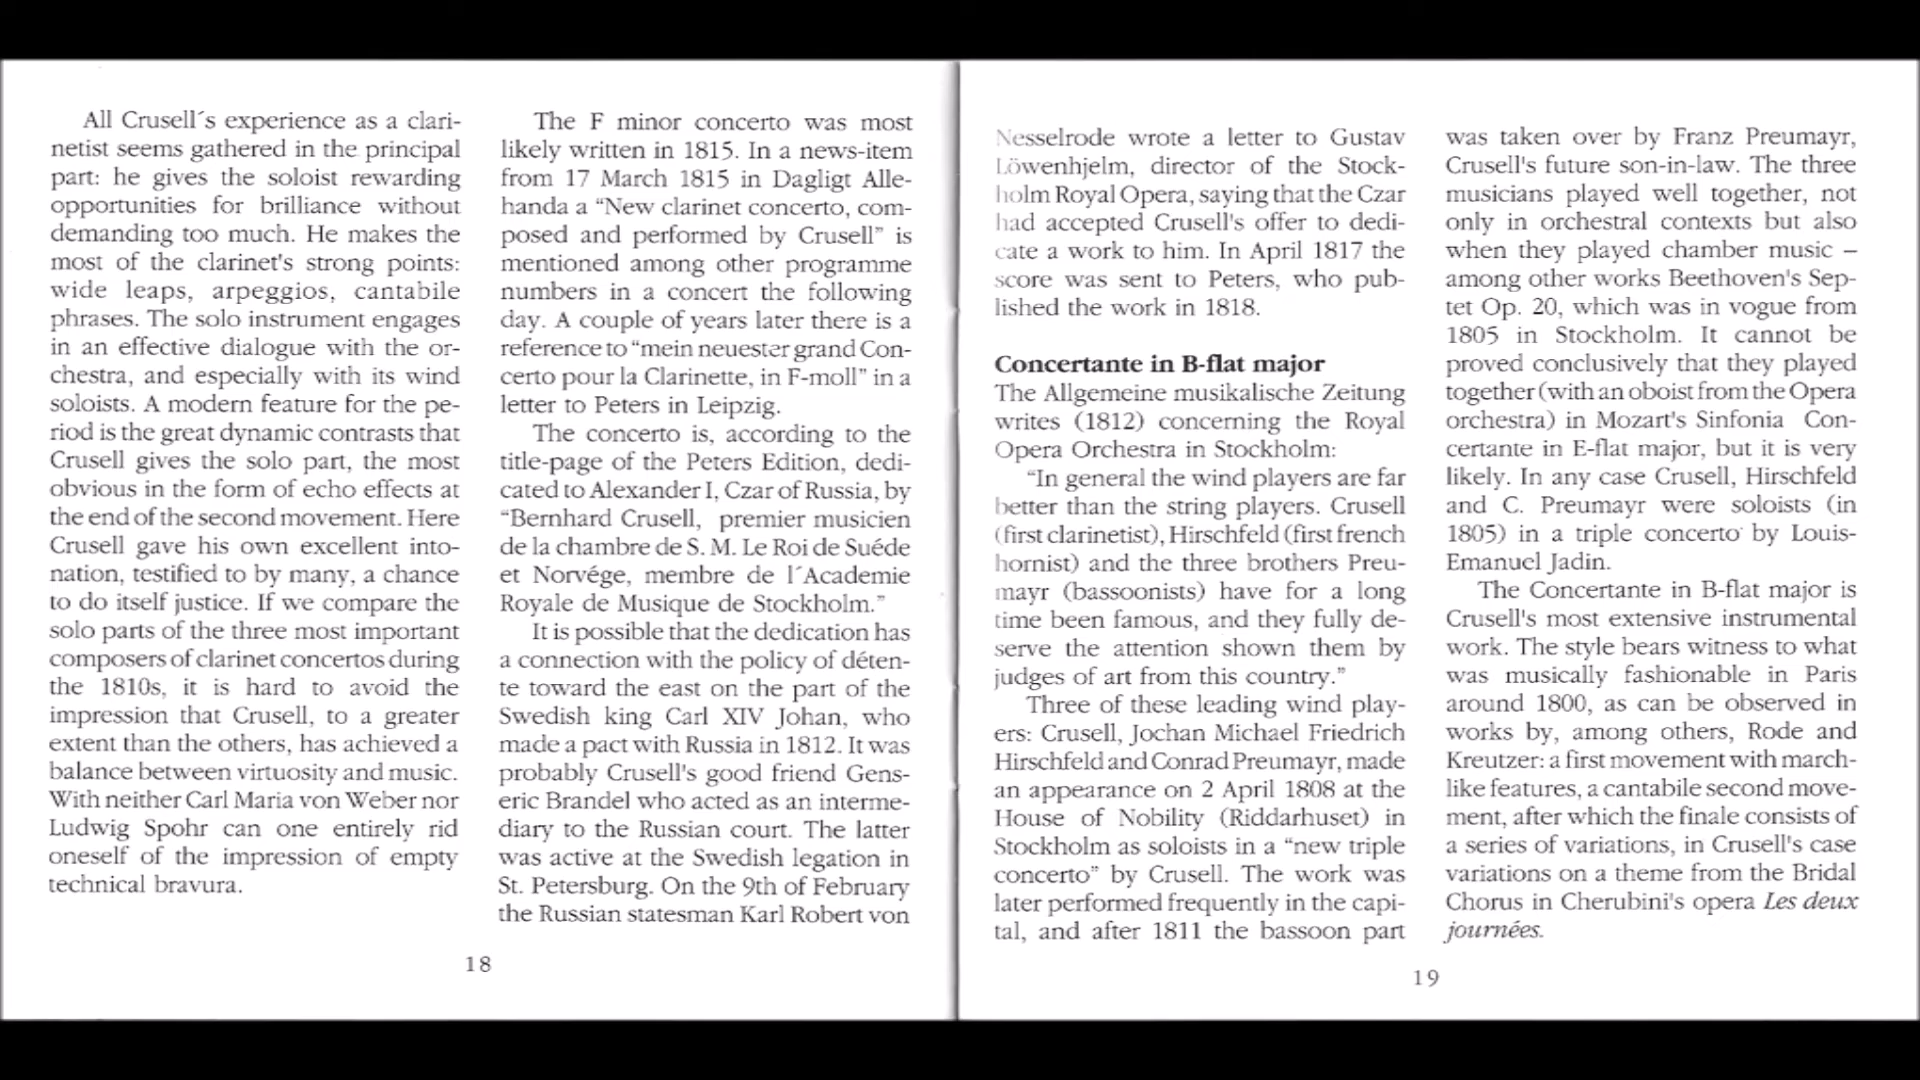 All Crusell´s experience as a clari-
netist seems gathered in the principal
part: he gives the soloist rewarding
opportunities for brilliance without
demanding too much. He makes the
most of the clarinet's strong points:
wide leaps, arpeggios, cantabile
phrases. The solo instrument engages
in an effective dialogue with the or-
chestra, and especially with its wind
soloists. A modern feature for the pe-
riod is the great dynamic contrasts that
Crusell gives the solo part, the most
obvious in the form of echo effects at
the end of the second movement. Here
Crusell gave his own excellent into-
nation, testified to by many, a chance
to do itself justice. If we compare the
solo parts of the three most important
composers of clarinet concertos during
the 1810s, it is hard to avoid the
impression that Crusell, to a greater
extent than the others, has achieved a
balance between virtuosity and music.
With neither Carl Maria von Weber nor
Ludwig Spohr can one entirely rid
oneself of the impression of empty
technical bravura.
The F minor concerto was most
likely written in 1815. In a news-item
from 17 March 1815 in Dagligt Alle-
handa a “New clarinet concerto, com-
posed and performed by Crusell” is
mentioned among other programme
numbers in a concert the following
day. A couple of years later there is a
reference to “mein neuester grand Con-
certo pour la Clarinette, in F-moll” in a
letter to Peters in Leipzig.
The concerto is, according to the
title-page of the Peters Edition, dedi-
cated to Alexander I, Czar of Russia, by
“Bernhard Crusell, premier musicien
de la chambre de S. M. Le Roi de Suéde
et Norvége, membre de l´Academie
Royale de Musique de Stockholm.”
It is possible that the dedication has
a connection with the policy of déten-
te toward the east on the part of the
Swedish king Carl XIV Johan, who
made a pact with Russia in 1812. It was
probably Crusell's good friend Gens-
eric Brandel who acted as an interme-
diary to the Russian court. The latter
was active at the Swedish legation in
St. Petersburg. On the 9th of February
the Russian statesman Karl Robert von
18
Nesselrode wrote a letter to Gustav
Löwenhjelm, director of the Stock-
holm Royal Opera, saying that the Czar
had accepted Crusell's offer to dedi-
cate a work to him. In April 1817 the
score was sent to Peters, who pub-
lished the work in 1818.
Concertante in B-flat major
The Allgemeine musikalische Zeitung
writes (1812) concerning the Royal
Opera Orchestra in Stockholm:
“In general the wind players are far
better than the string players. Crusell
(first clarinetist), Hirschfeld (first french
hornist) and the three brothers Preu-
mayr (bassoonists) have for a long
time been famous, and they fully de-
serve the attention shown them by
judges of art from this country.”
Three of these leading wind play-
ers: Crusell, Jochan Michael Friedrich
Hirschfeld and Conrad Preumayr, made
an appearance on 2 April 1808 at the
House of Nobility (Riddarhuset) in
Stockholm as soloists in a “new triple
concerto” by Crusell. The work was
later performed frequently in the capi-
tal, and after 1811 the bassoon part
was taken over by Franz Preumayr,
Crusell's future son-in-law. The three
musicians played well together, not
only in orchestral contexts but also
when they played chamber music –
among other works Beethoven's Sep-
tet Op. 20, which was in vogue from
1805 in Stockholm. It cannot be
proved conclusively that they played
together (with an oboist from the Opera
orchestra) in Mozart's Sinfonia Con-
certante in E-flat major, but it is very
likely. In any case Crusell, Hirschfeld
and C. Preumayr were soloists (in
1805) in a triple concerto by Louis-
Emanuel Jadin.
The Concertante in B-flat major is
Crusell's most extensive instrumental
work. The style bears witness to what
was musically fashionable in Paris
around 1800, as can be observed in
works by, among others, Rode and
Kreutzer: a first movement with march-
like features, a cantabile second move-
ment, after which the finale consists of
a series of variations, in Crusell's case
variations on a theme from the Bridal
Chorus in Cherubini's opera Les deux
journées.
19